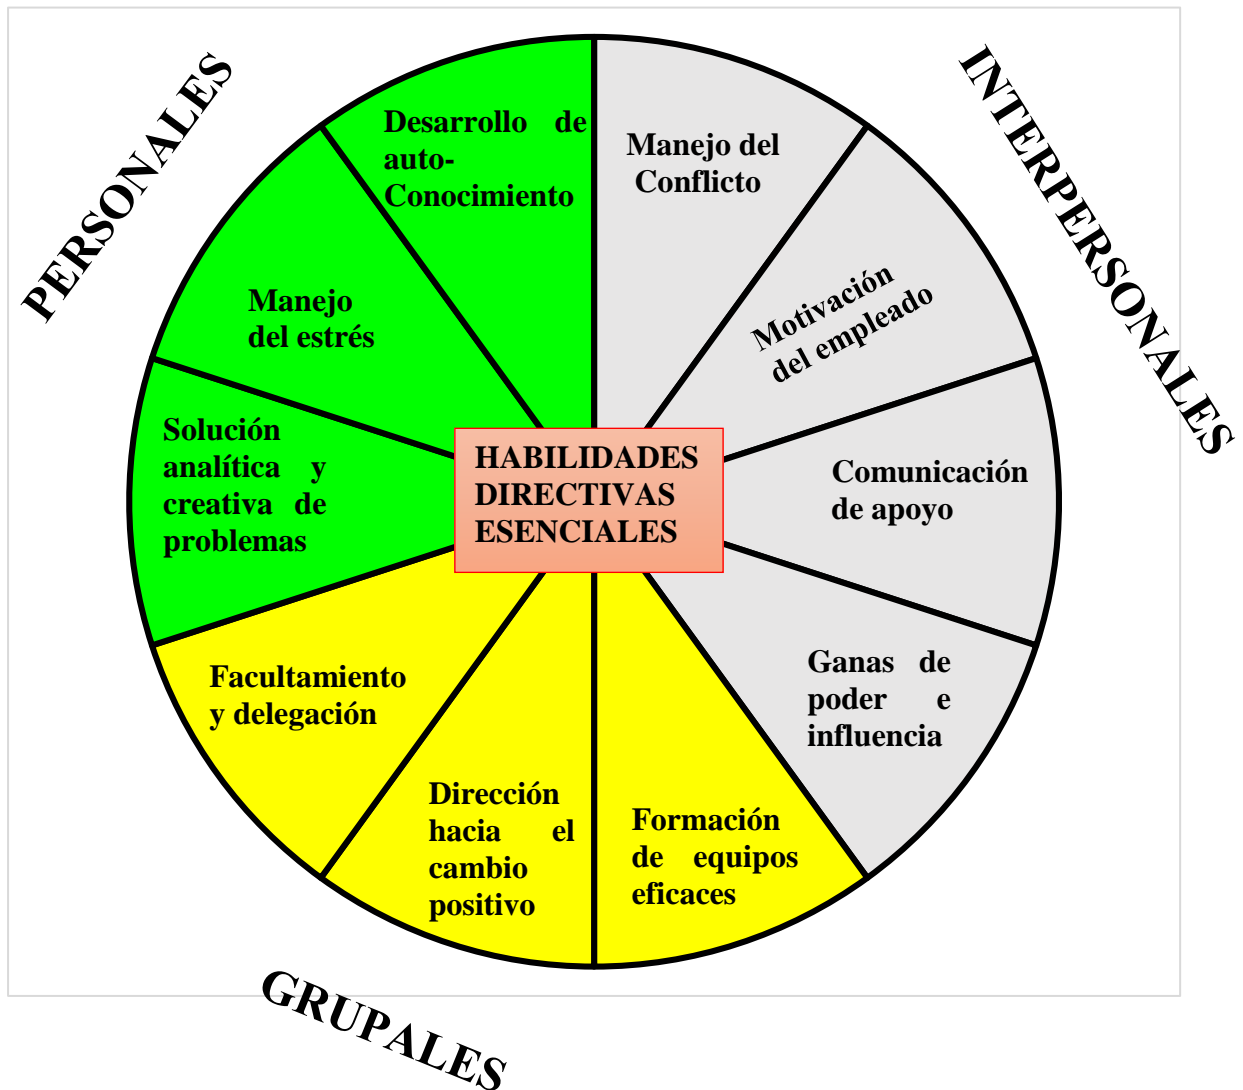 PERSONALES
INTERPERSONALES
Desarrollo de
auto-
Conocimiento
Manejo del
Conflicto
Manejo
del estrés
Motivación
del empleado
Solución
analítica y
creativa de
problemas
HABILIDADES
DIRECTIVAS
ESENCIALES
Comunicación
de apoyo
Facultamiento
y delegación
Ganas de
poder e
influencia
Dirección
hacia el
cambio
positivo
Formación
de equipos
eficaces
GRUPALES